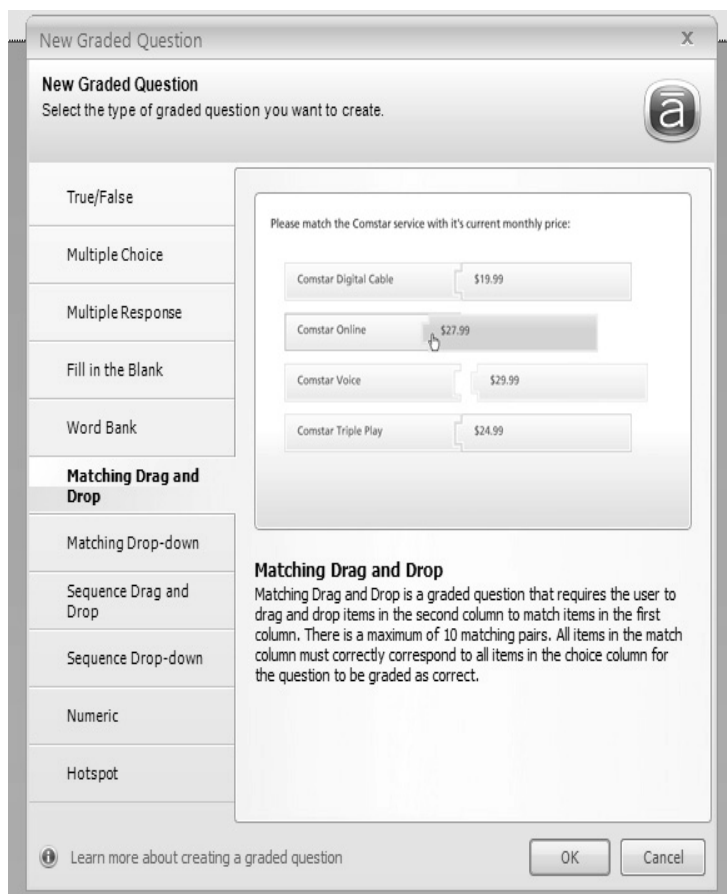 New Graded Question
X
New Graded Question
Select the type of graded question you want to create.
ā
True/False
Multiple Choice
Multiple Response
Fill in the Blank
Word Bank
Matching Drag and
Drop
Matching Drop-down
Sequence Drag and
Drop
Sequence Drop-down
Numeric
Hotspot
Please match the Comstar service with it's current monthly price:
Comstar Digital Cable $19.99
Comstar Online $27.99
Comstar Voice $29.99
Comstar Triple Play $24.99
Matching Drag and Drop
Matching Drag and Drop is a graded question that requires the user to
drag and drop items in the second column to match items in the first
column. There is a maximum of 10 matching pairs. All items in the match
column must correctly correspond to all items in the choice column for
the question to be graded as correct.
Learn more about creating a graded question
OK
Cancel